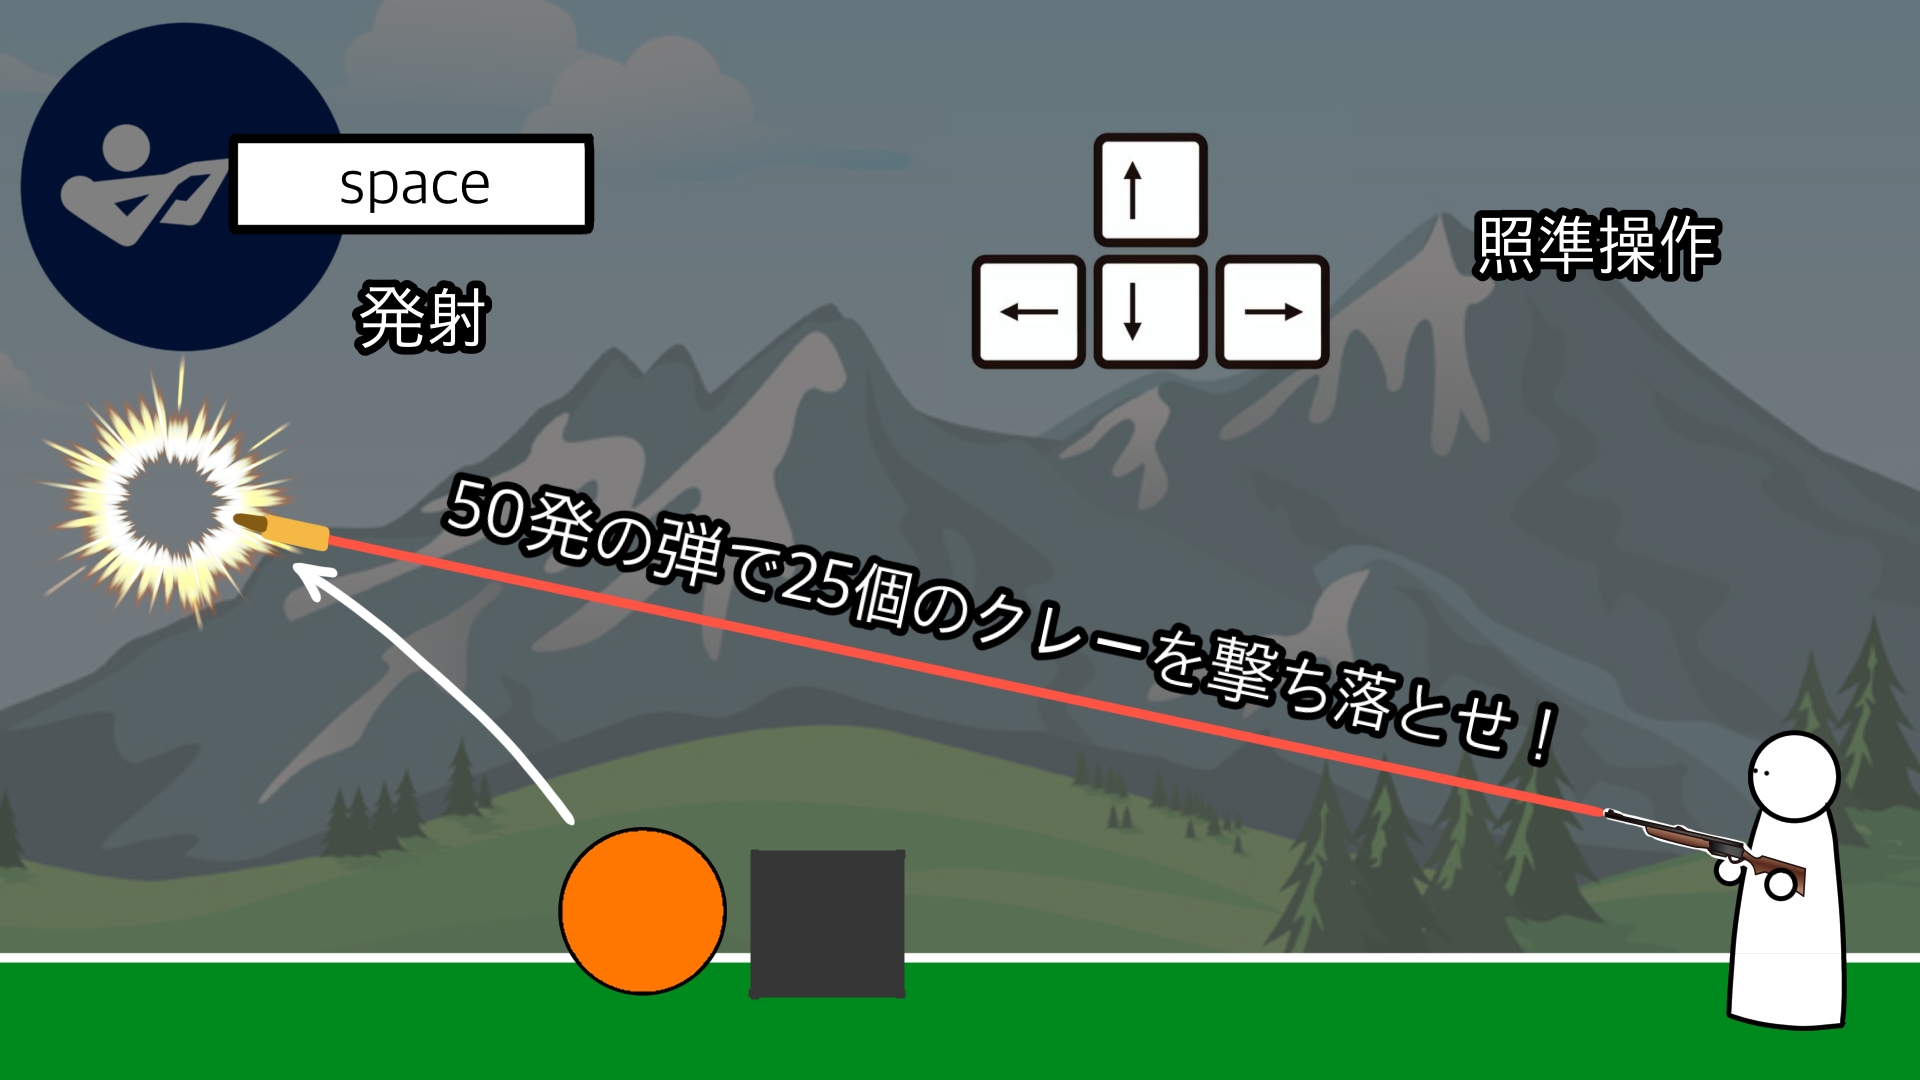 space
発射
↑
← ↓ →
照準操作
50発の弾で25個のクレーを撃ち落とせ！